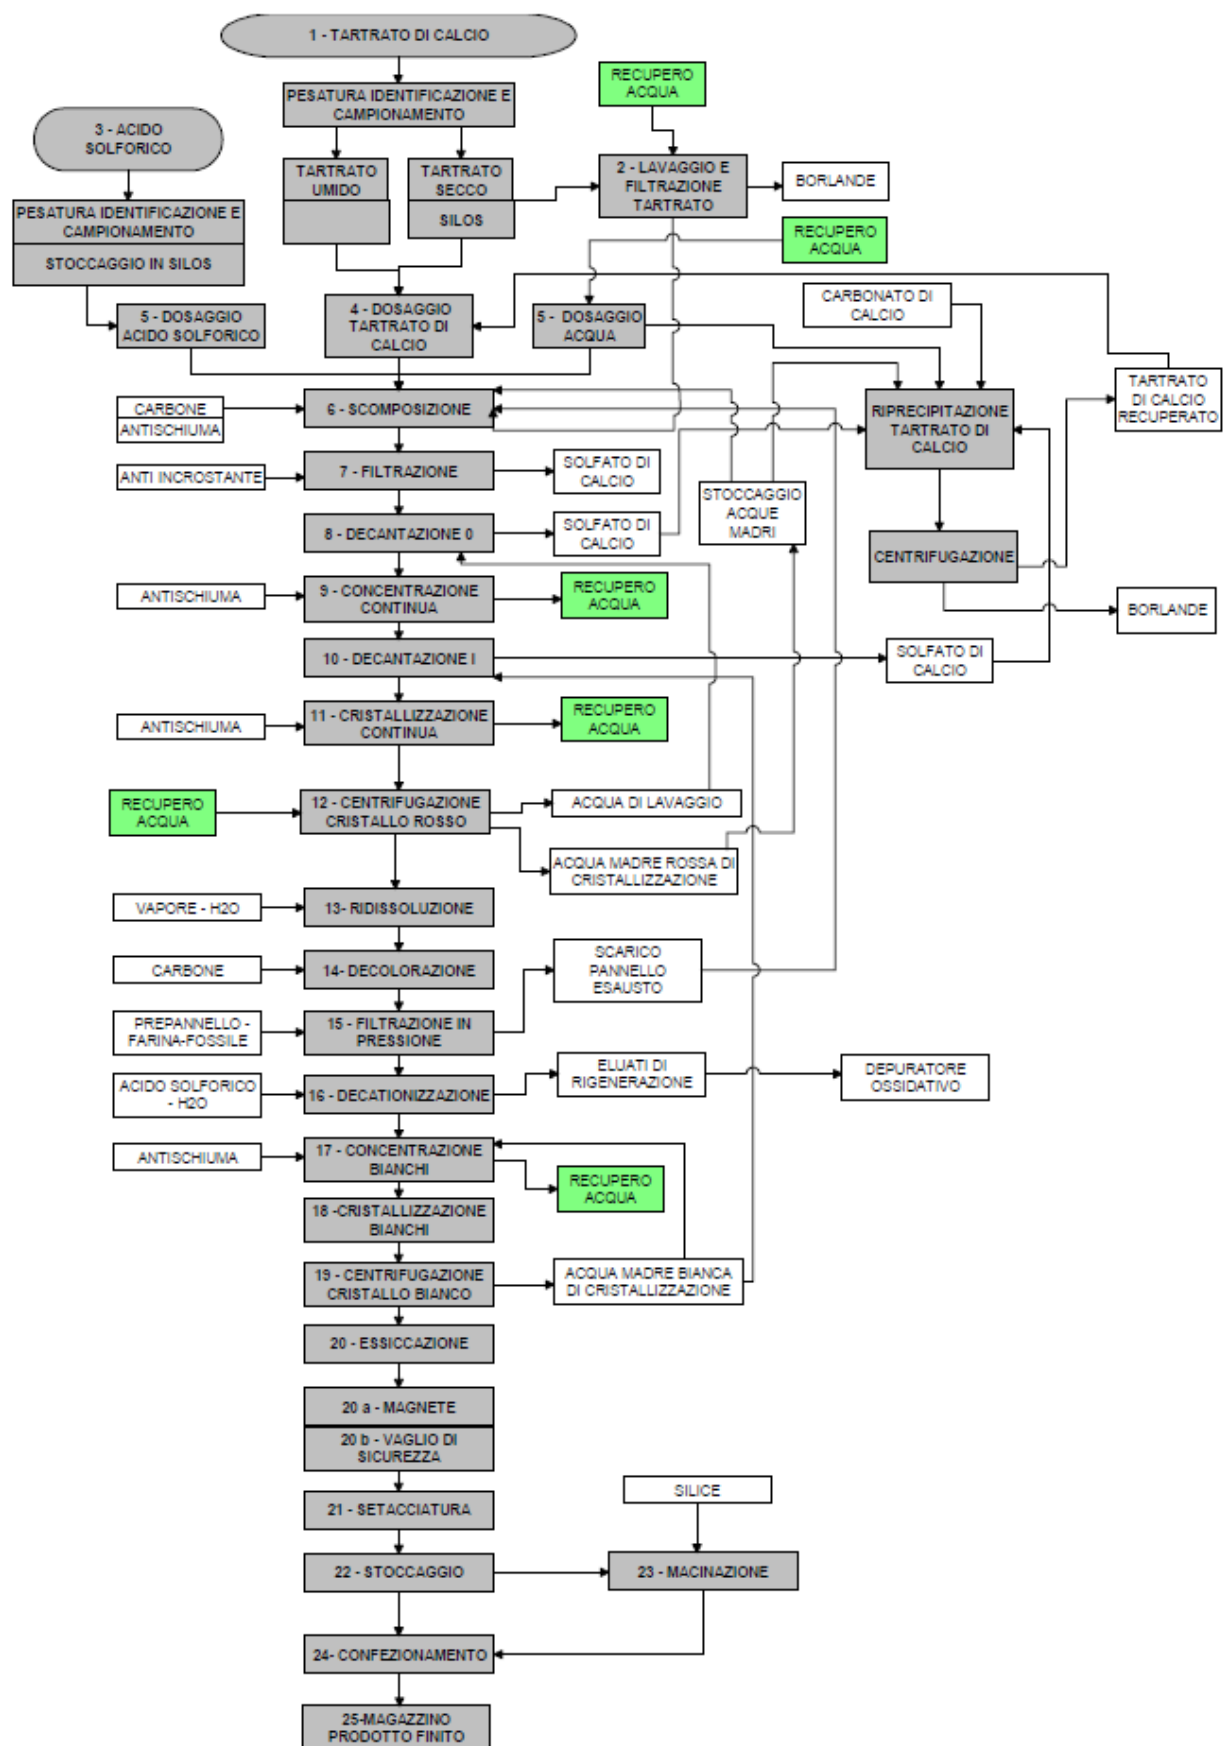 1 - TARTRATO DI CALCIO
RECUPERO
ACQUA
PESATURA IDENTIFICAZIONE E
CAMPIONAMENTO
3 - ACIDO
SOLFORICO
TARTRATO
UMIDO
TARTRATO
SECCO
SILOS
2 - LAVAGGIO E
FILTRAZIONE
TARTRATO
BORLANDE
PESATURA IDENTIFICAZIONE E
CAMPIONAMENTO
STOCCAGGIO IN SILOS
RECUPERO
ACQUA
5 - DOSAGGIO
ACIDO SOLFORICO
4 - DOSAGGIO
TARTRATO DI
CALCIO
5 - DOSAGGIO
ACQUA
CARBONATO DI
CALCIO
TARTRATO
DI CALCIO
RECUPERATO
CARBONE
ANTISCHIUMA
6 - SCOMPOSIZIONE
RIPRECIPITAZIONE
TARTRATO DI
CALCIO
ANTI INCROSTANTE
7 - FILTRAZIONE
SOLFATO DI
CALCIO
STOCCAGGIO
ACQUE
MADRI
8 - DECANTAZIONE 0
SOLFATO DI
CALCIO
CENTRIFUGAZIONE
ANTISCHIUMA
9 - CONCENTRAZIONE
CONTINUA
RECUPERO
ACQUA
BORLANDE
10 - DECANTAZIONE I
SOLFATO DI
CALCIO
ANTISCHIUMA
11 - CRISTALLIZZAZIONE
CONTINUA
RECUPERO
ACQUA
RECUPERO
ACQUA
12 - CENTRIFUGAZIONE
CRISTALLO ROSSO
ACQUA DI LAVAGGIO
ACQUA MADRE ROSSA DI
CRISTALLIZZAZIONE
VAPORE - H2O
13- RIDISSOLUZIONE
CARBONE
14- DECOLORAZIONE
SCARICO
PANNELLO
ESAUSTO
PREPANNELLO -
FARINA-FOSSILE
15 - FILTRAZIONE IN
PRESSIONE
ACIDO SOLFORICO
- H2O
16 - DECATIONIZZAZIONE
ELUATI DI
RIGENERAZIONE
DEPURATORE
OSSIDATIVO
ANTISCHIUMA
17 - CONCENTRAZIONE
BIANCHI
RECUPERO
ACQUA
18 -CRISTALLIZZAZIONE
BIANCHI
19 - CENTRIFUGAZIONE
CRISTALLO BIANCO
ACQUA MADRE BIANCA
DI CRISTALLIZZAZIONE
20 - ESSICCAZIONE
20 a - MAGNETE
20 b - VAGLIO DI
SICUREZZA
21 - SETACCIATURA
SILICE
22 - STOCCAGGIO
23 - MACINAZIONE
24- CONFEZIONAMENTO
25-MAGAZZINO
PRODOTTO FINITO